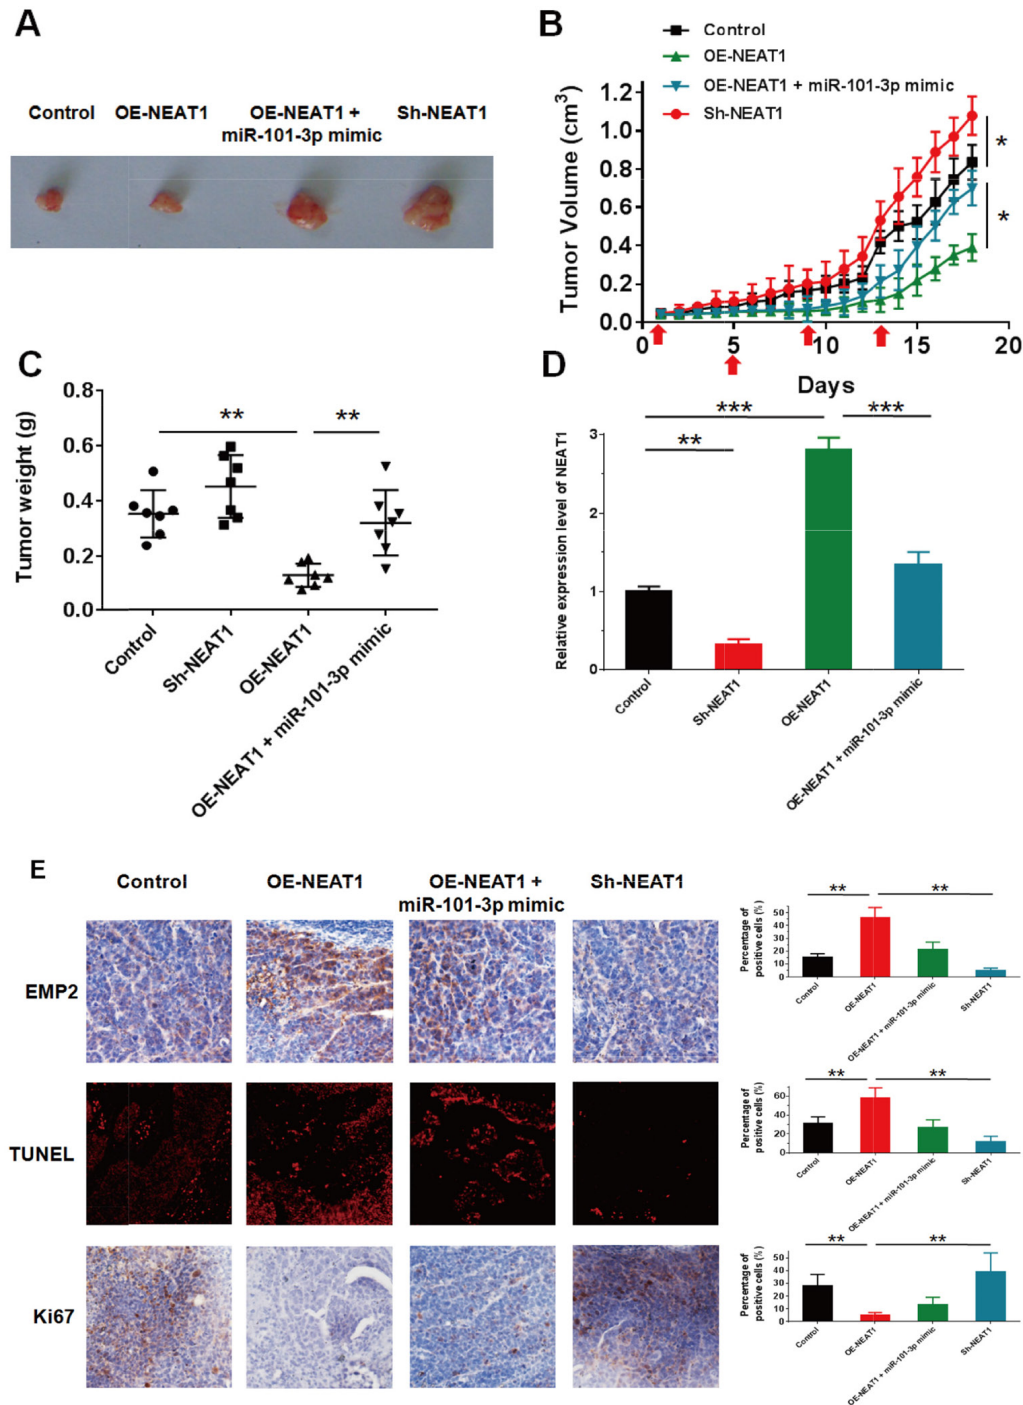 A
Control
OE-NEAT1
OE-NEAT1 +
miR-101-3p mimic
Sh-NEAT1
B
Control
OE-NEAT1
OE-NEAT1 + miR-101-3p mimic
Sh-NEAT1
Tumor Volume (cm³)
1.2
1.0
0.8
0.6
0.4
0.2
0.0
0
5
10
15
20
Days
*
*
C
Tumor weight (g)
0.8
0.6
0.4
0.2
0.0
**
**
Control
Sh-NEAT1
OE-NEAT1
OE-NEAT1 + miR-101-3p mimic
D
Relative expression level of NEAT1
3
2
1
0
***
***
**
Control
Sh-NEAT1
OE-NEAT1
OE-NEAT1 + miR-101-3p mimic
E
Control
OE-NEAT1
OE-NEAT1 +
miR-101-3p mimic
Sh-NEAT1
EMP2
TUNEL
Ki67
Percentage of
positive cells (%)
50
40
30
20
10
0
**
**
Control
OE-NEAT1
OE-NEAT1 + miR-101-3p mimic
Sh-NEAT1
Percentage of
positive cells (%)
60
40
20
0
**
**
Control
OE-NEAT1
OE-NEAT1 + miR-101-3p mimic
Sh-NEAT1
Percentage of
positive cells (%)
50
40
30
20
10
0
**
**
Control
OE-NEAT1
OE-NEAT1 + miR-101-3p mimic
Sh-NEAT1